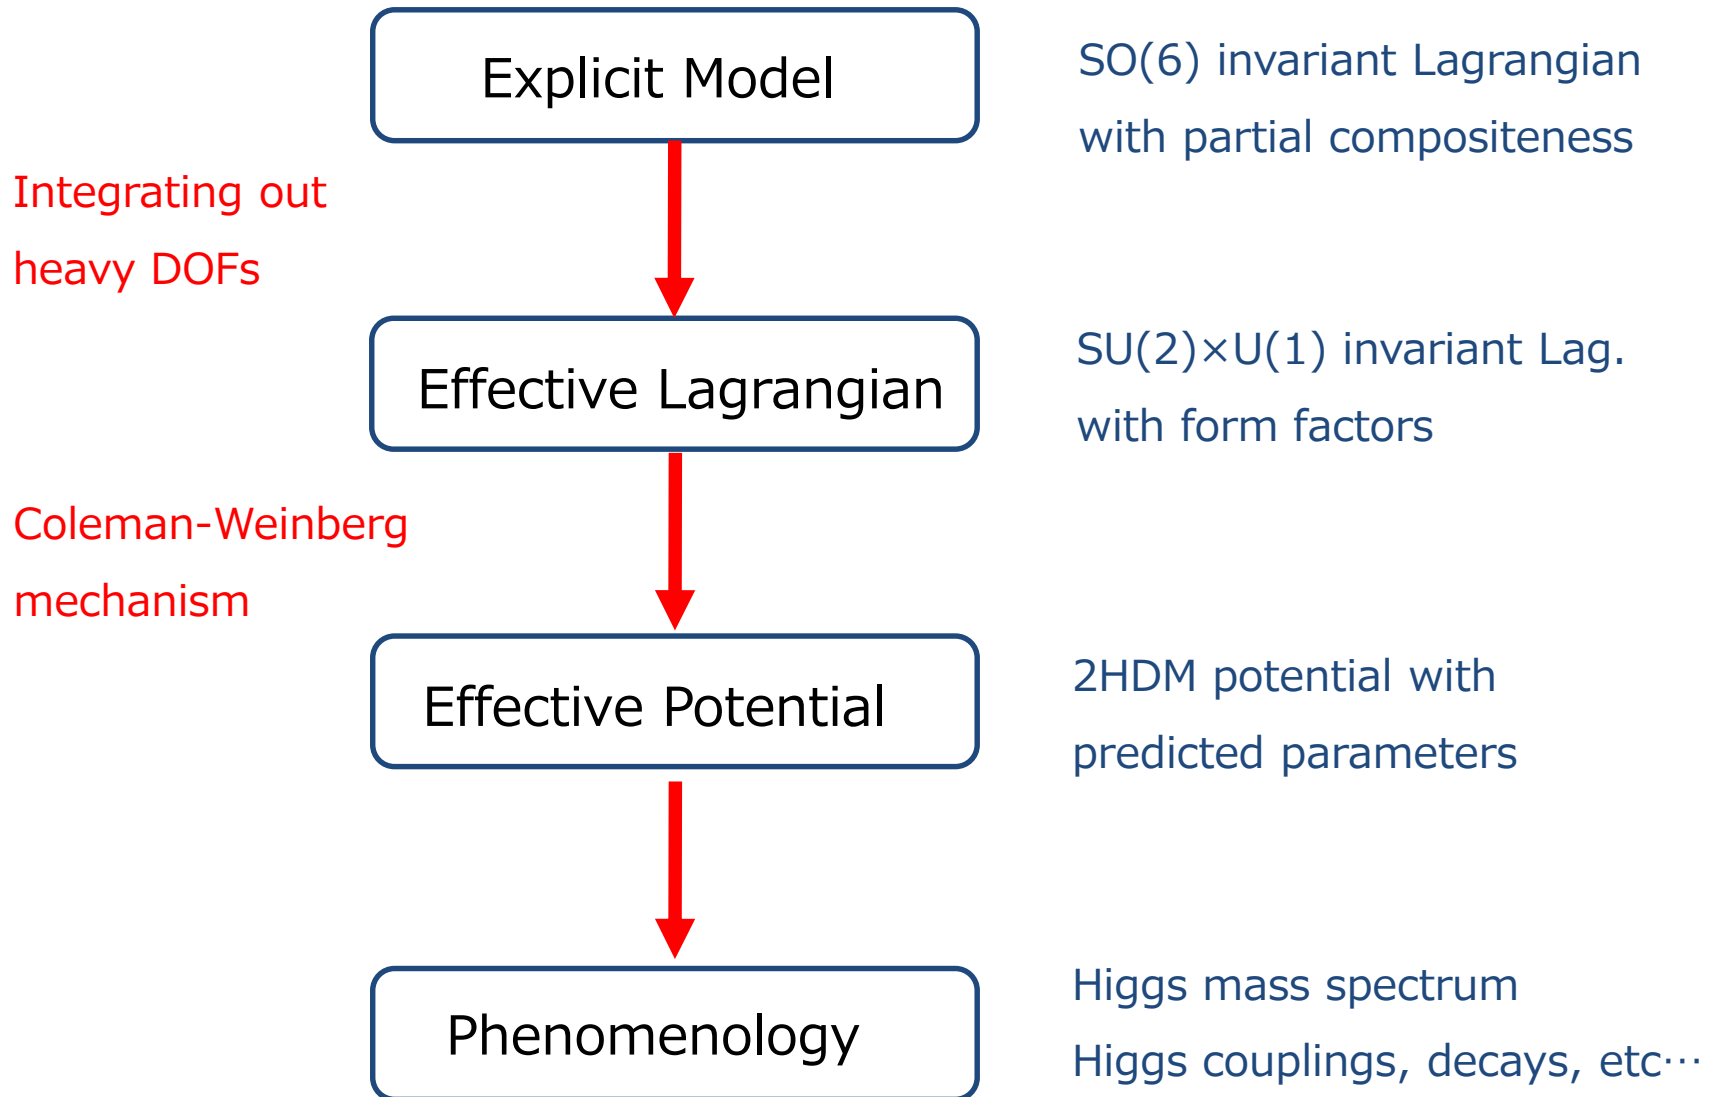 Explicit Model
SO(6) invariant Lagrangian
with partial compositeness
Integrating out
heavy DOFs
Effective Lagrangian
SU(2)×U(1) invariant Lag.
with form factors
Coleman-Weinberg
mechanism
Effective Potential
2HDM potential with
predicted parameters
Phenomenology
Higgs mass spectrum
Higgs couplings, decays, etc…